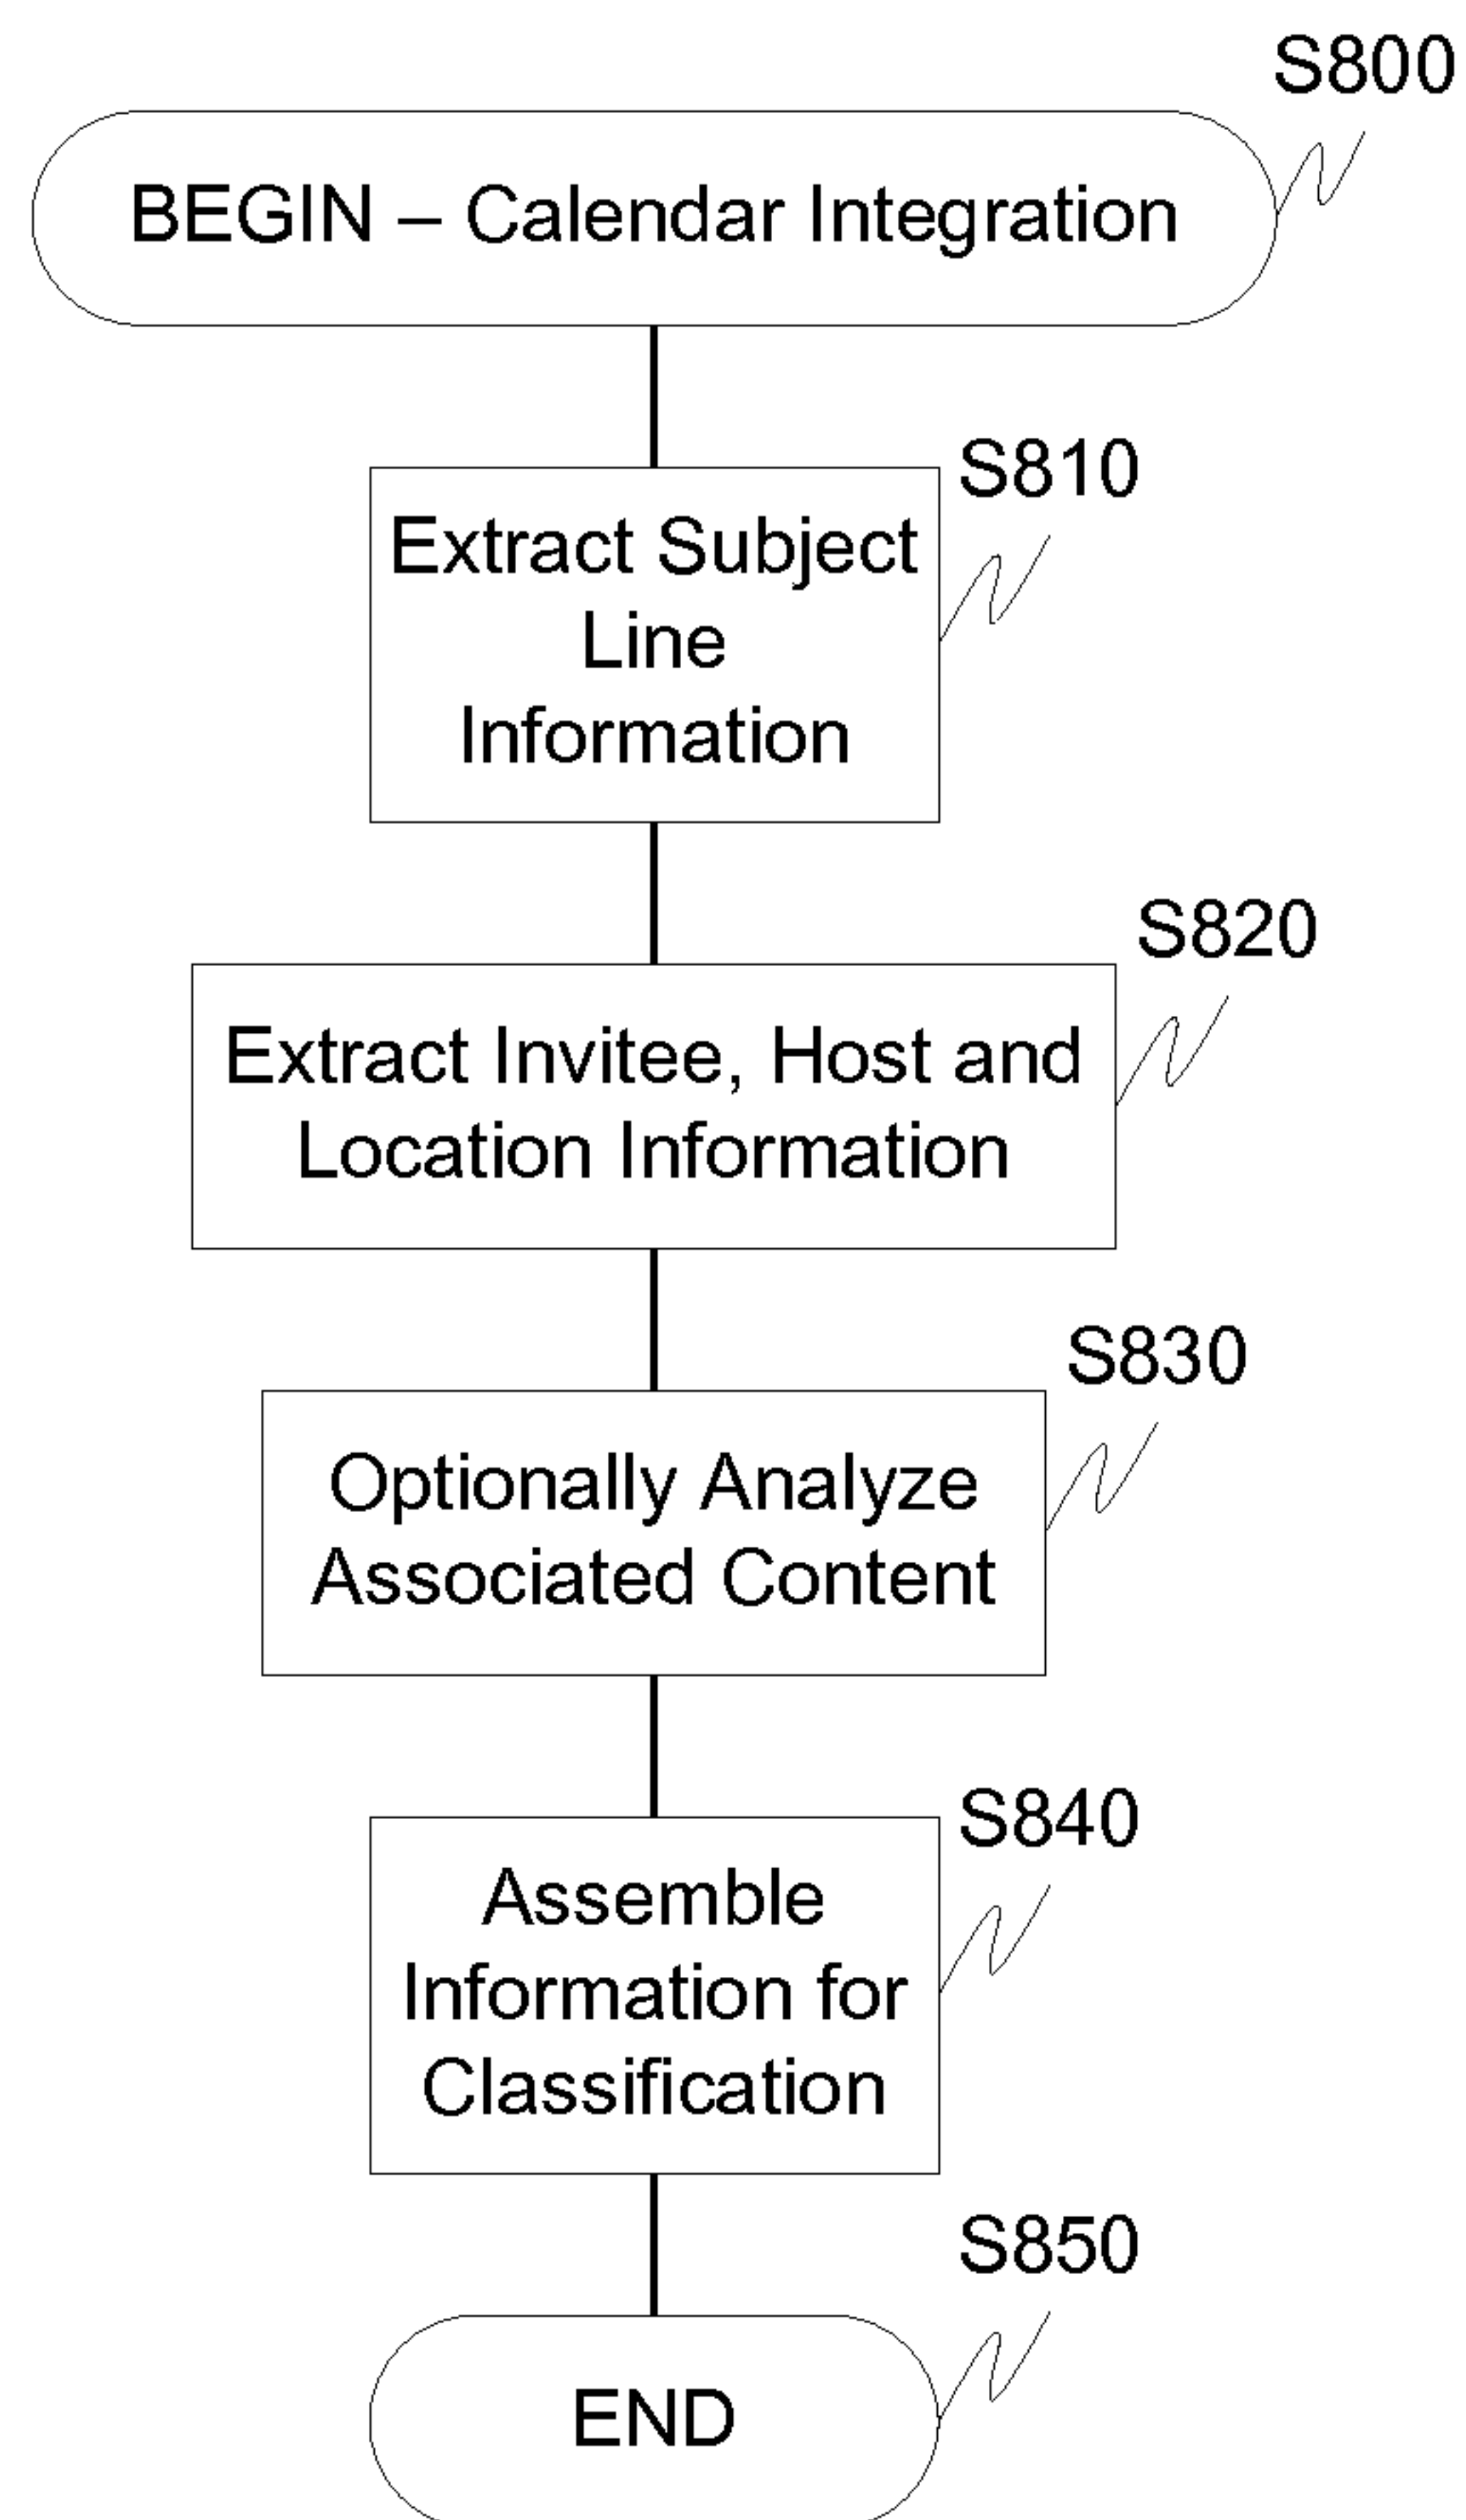 S800
BEGIN – Calendar Integration
S810
Extract Subject
Line
Information
S820
Extract Invitee, Host and
Location Information
S830
Optionally Analyze
Associated Content
S840
Assemble
Information for
Classification
S850
END